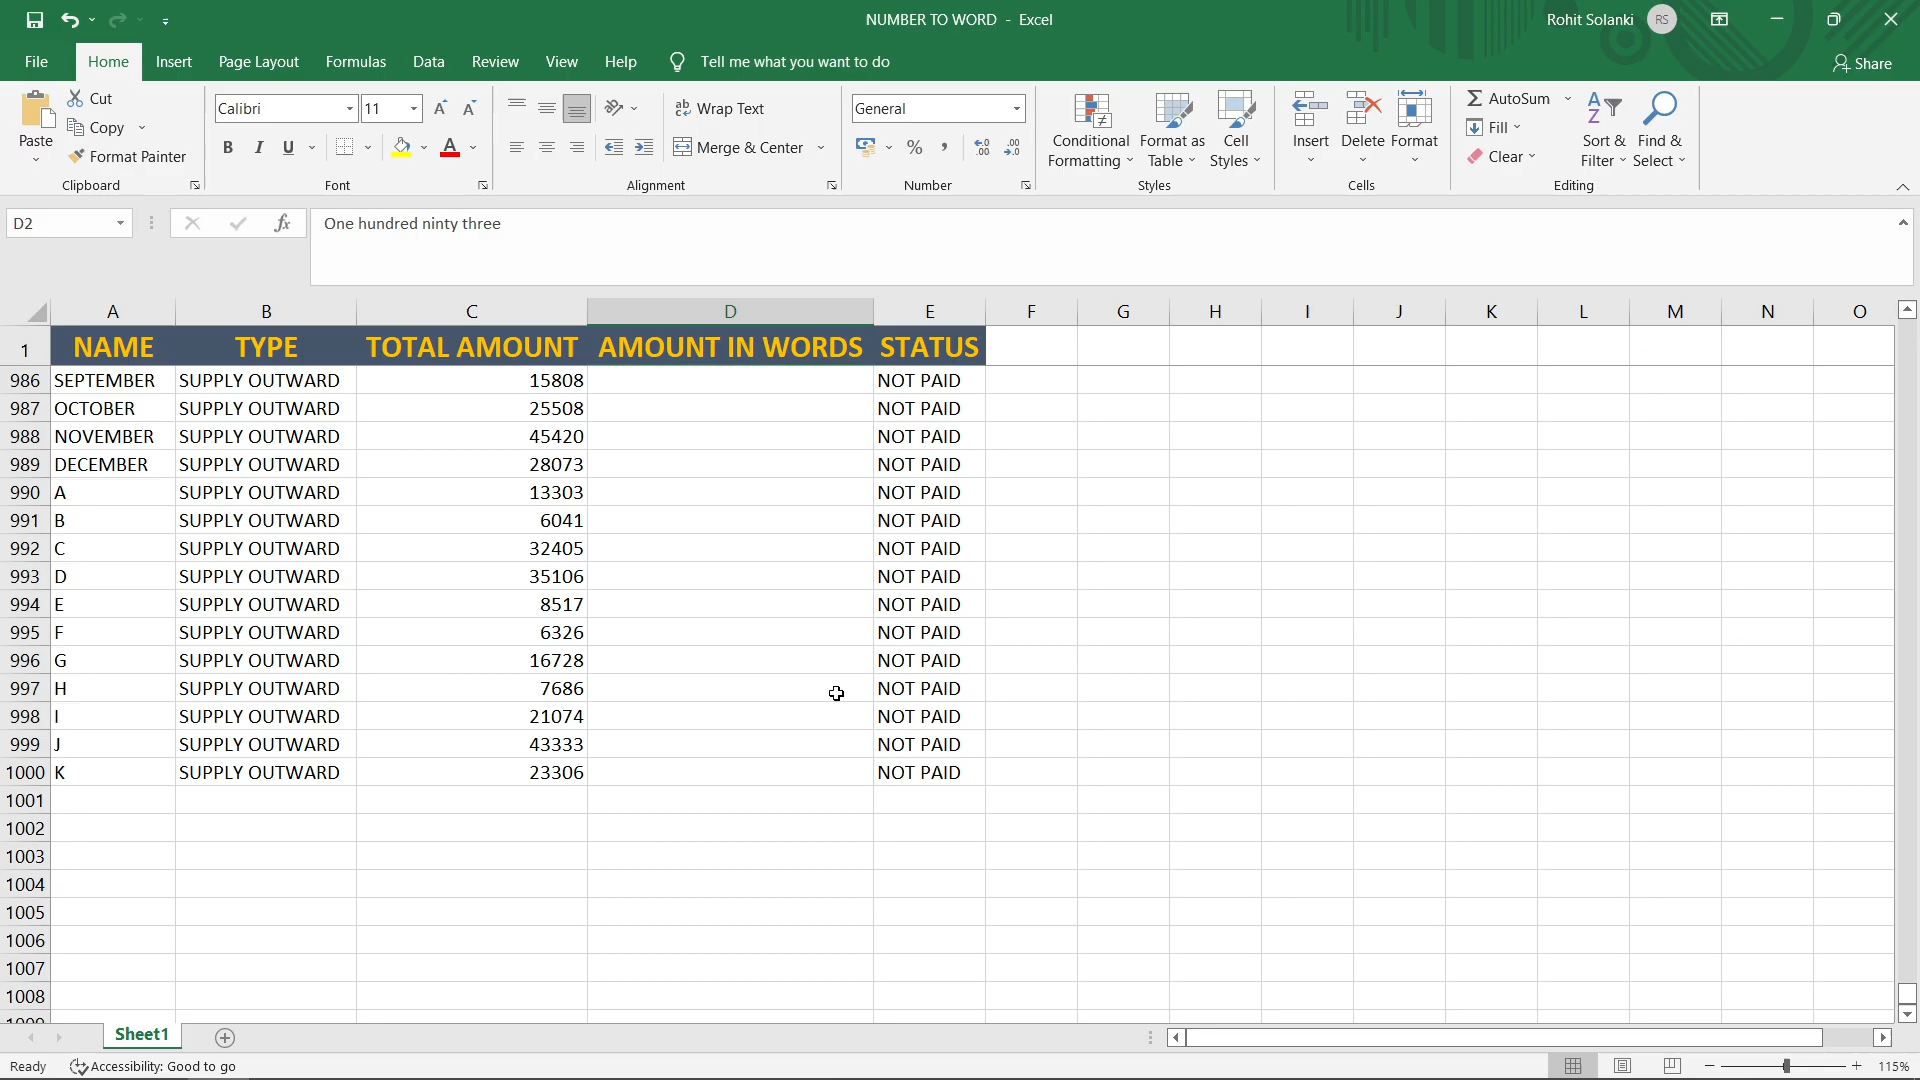 NUMBER TO WORD - Excel
Rohit Solanki RS
File Home Insert Page Layout Formulas Data Review View Help Tell me what you want to do Share
Paste
Cut
Copy
Format Painter
Clipboard
Calibri 11
B I U A
Font
ab Wrap Text
Merge & Center
Alignment
General
% , .00
Number
Conditional Formatting
Format as Table
Cell Styles
Styles
Insert Delete Format
Cells
AutoSum
Fill
Clear
Sort & Filter
Find & Select
Editing
D2 fx One hundred ninty three
A B C D E F G H I J K L M N O
1 NAME TYPE TOTAL AMOUNT AMOUNT IN WORDS STATUS
986 SEPTEMBER SUPPLY OUTWARD 15808 NOT PAID
987 OCTOBER SUPPLY OUTWARD 25508 NOT PAID
988 NOVEMBER SUPPLY OUTWARD 45420 NOT PAID
989 DECEMBER SUPPLY OUTWARD 28073 NOT PAID
990 A SUPPLY OUTWARD 13303 NOT PAID
991 B SUPPLY OUTWARD 6041 NOT PAID
992 C SUPPLY OUTWARD 32405 NOT PAID
993 D SUPPLY OUTWARD 35106 NOT PAID
994 E SUPPLY OUTWARD 8517 NOT PAID
995 F SUPPLY OUTWARD 6326 NOT PAID
996 G SUPPLY OUTWARD 16728 NOT PAID
997 H SUPPLY OUTWARD 7686 NOT PAID
998 I SUPPLY OUTWARD 21074 NOT PAID
999 J SUPPLY OUTWARD 43333 NOT PAID
1000 K SUPPLY OUTWARD 23306 NOT PAID
1001
1002
1003
1004
1005
1006
1007
1008
1009
Sheet1
Ready Accessibility: Good to go 115%